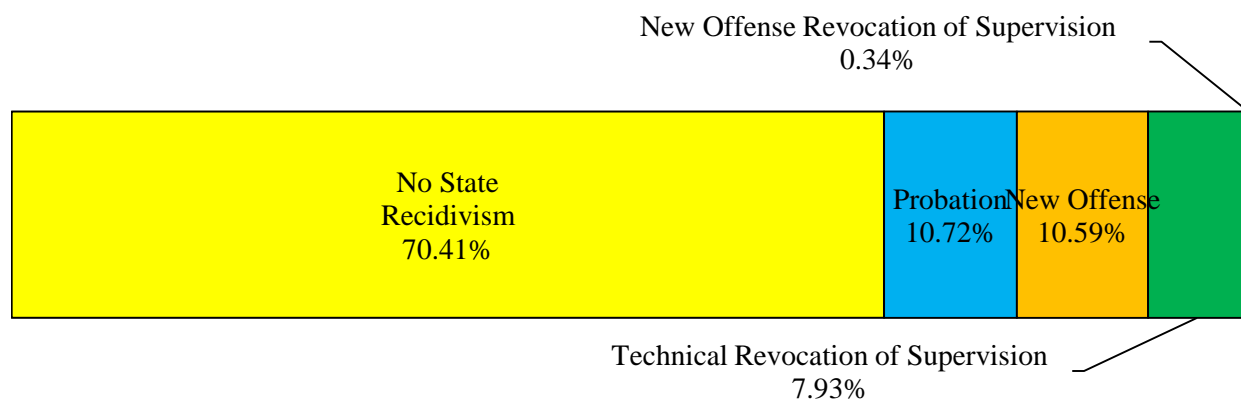 New Offense Revocation of Supervision
0.34%
No State
Recidivism
70.41%
Probation
10.72%
New Offense
10.59%
Technical Revocation of Supervision
7.93%